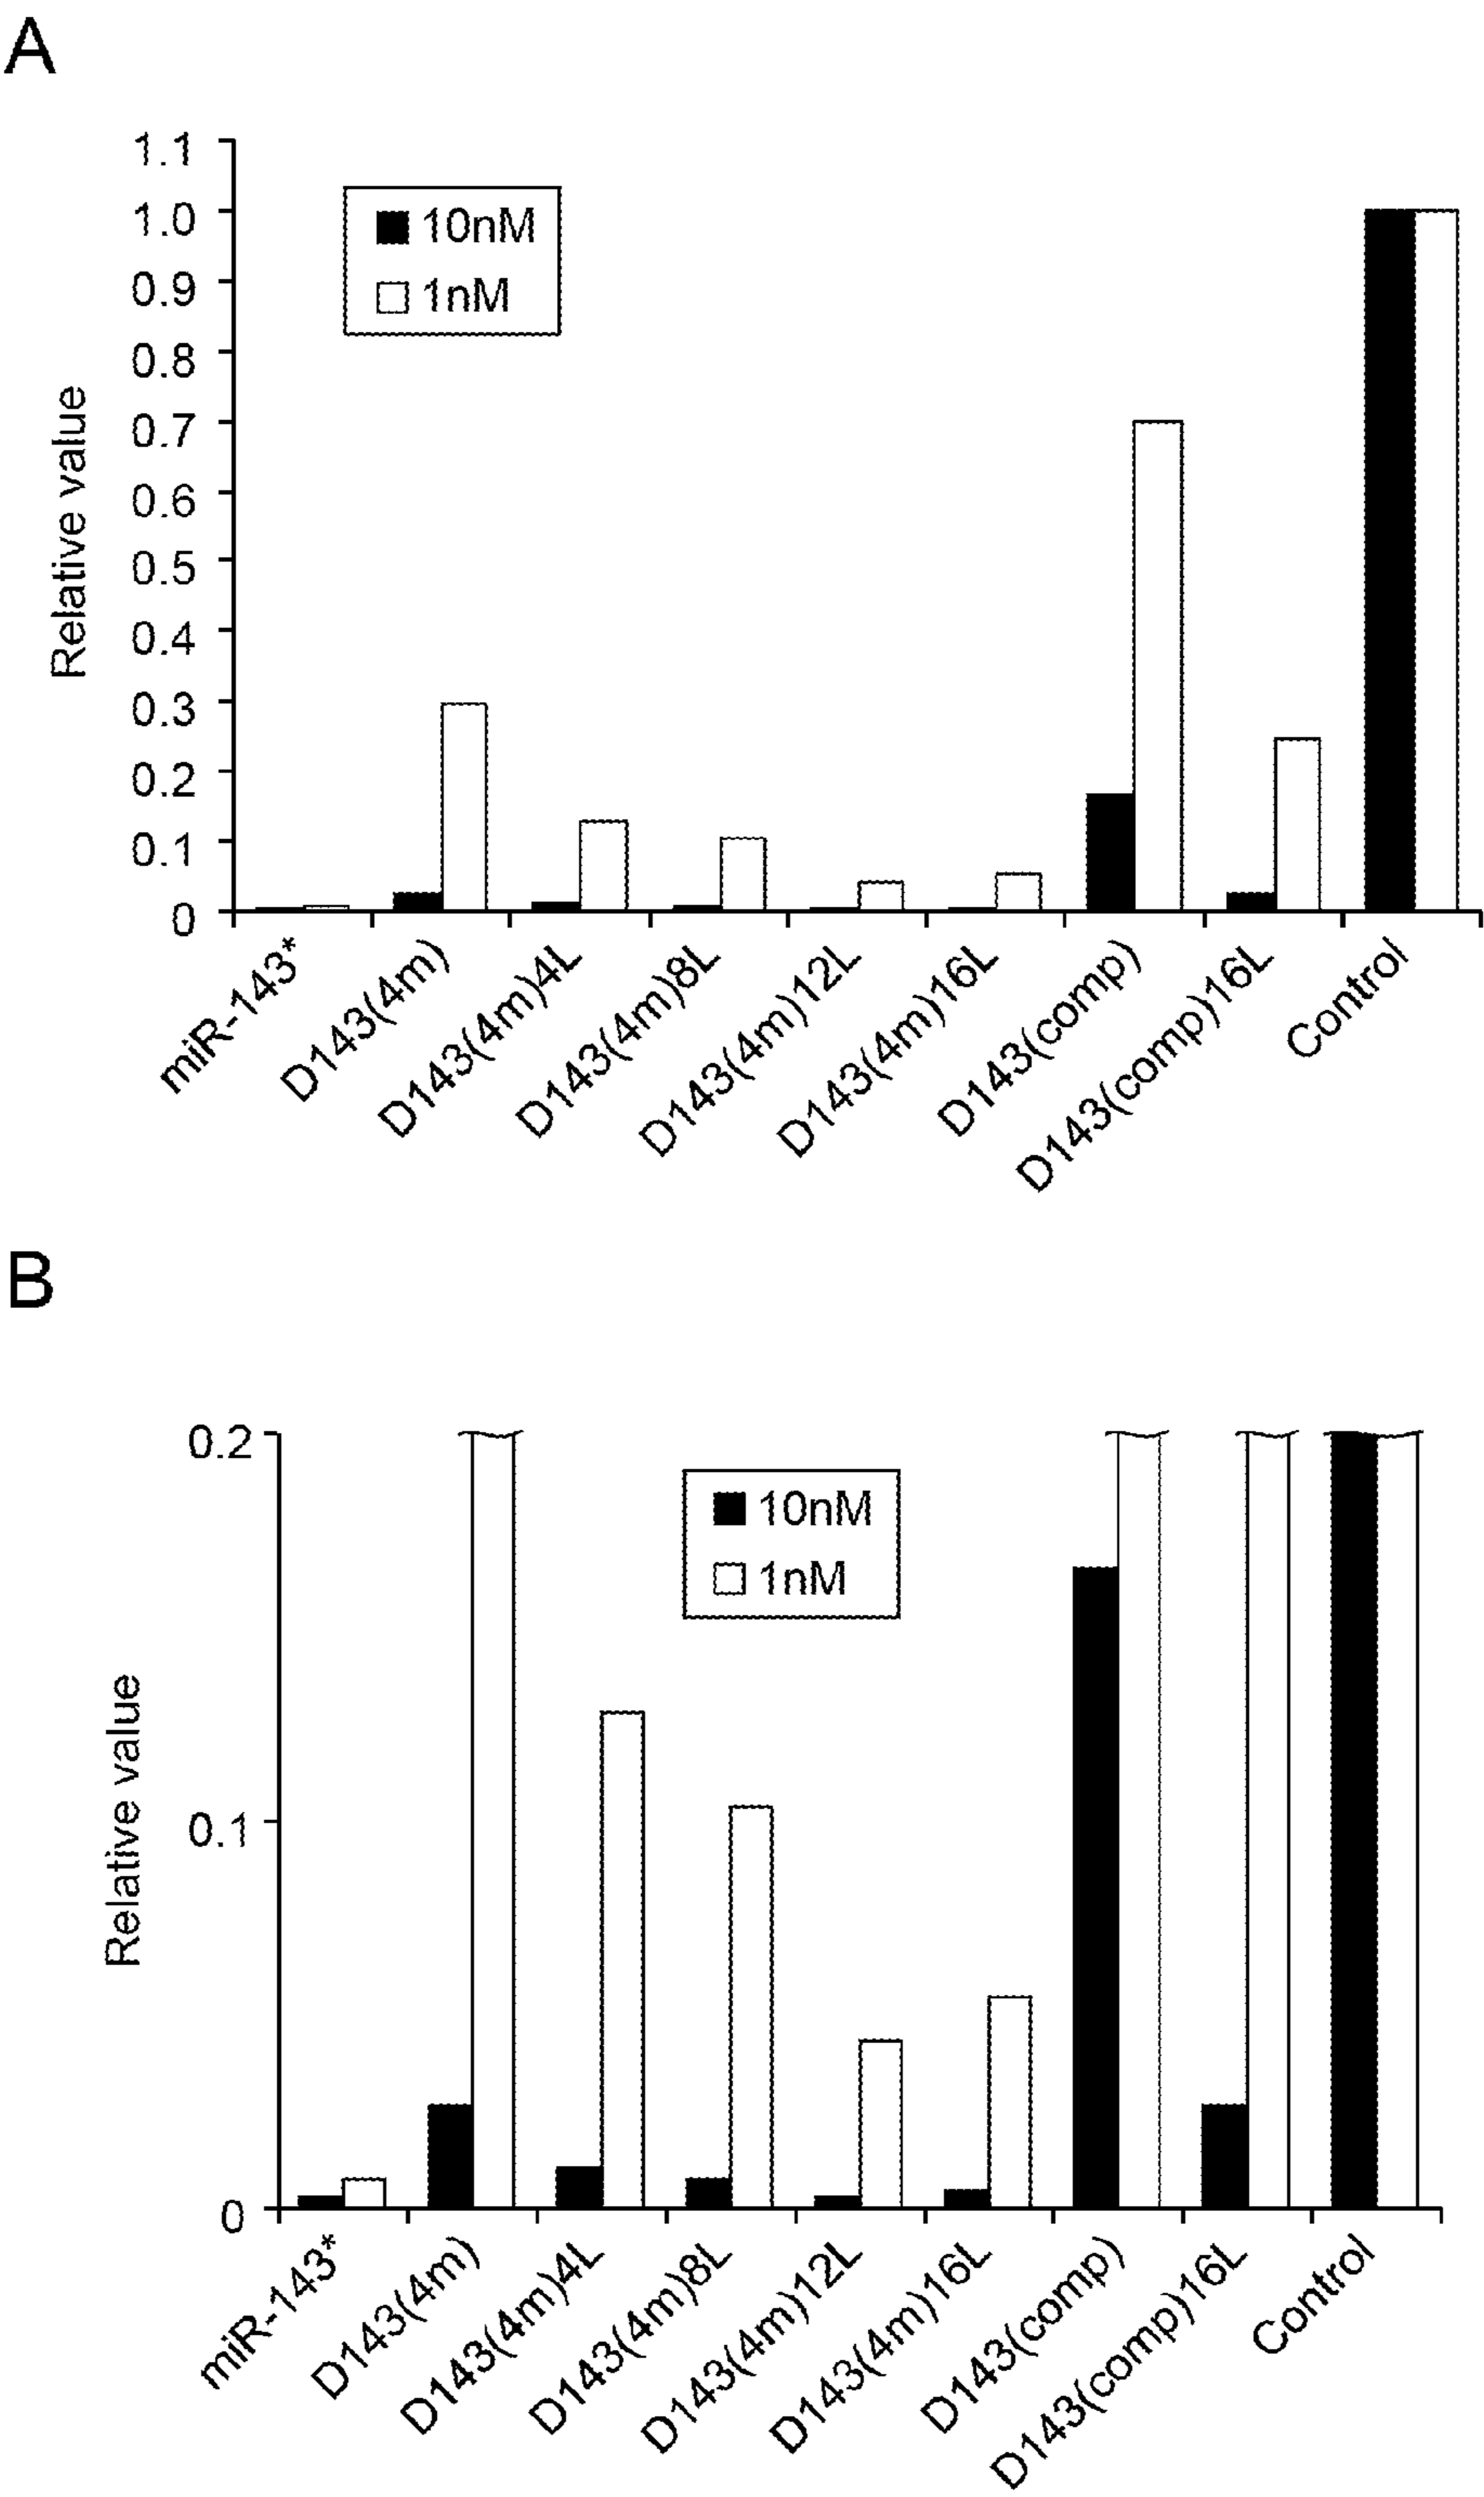 A
1.1
1.0
0.9
0.8
0.7
0.6
0.5
0.4
0.3
0.2
0.1
0
Relative value
10nM
1nM
miR-143*
D143(4m)
D143(4m)4L
D143(4m)8L
D143(4m)12L
D143(4m)16L
D143(comp)
D143(comp)16L
Control
B
0.2
0.1
0
Relative value
10nM
1nM
miR-143*
D143(4m)
D143(4m)4L
D143(4m)8L
D143(4m)12L
D143(4m)16L
D143(comp)
D143(comp)16L
Control